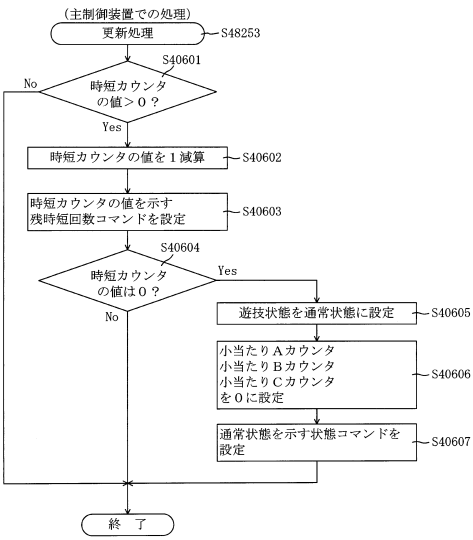 (主制御装置での処理)
更新処理
S48253
S40601
時短カウンタ
の値>0？
No
Yes
時短カウンタの値を1減算
S40602
時短カウンタの値を示す
残時短回数コマンドを設定
S40603
S40604
時短カウンタ
の値は0？
Yes
No
遊技状態を通常状態に設定
S40605
小当たりAカウンタ
小当たりBカウンタ
小当たりCカウンタ
を0に設定
S40606
通常状態を示す状態コマンドを
設定
S40607
終 了